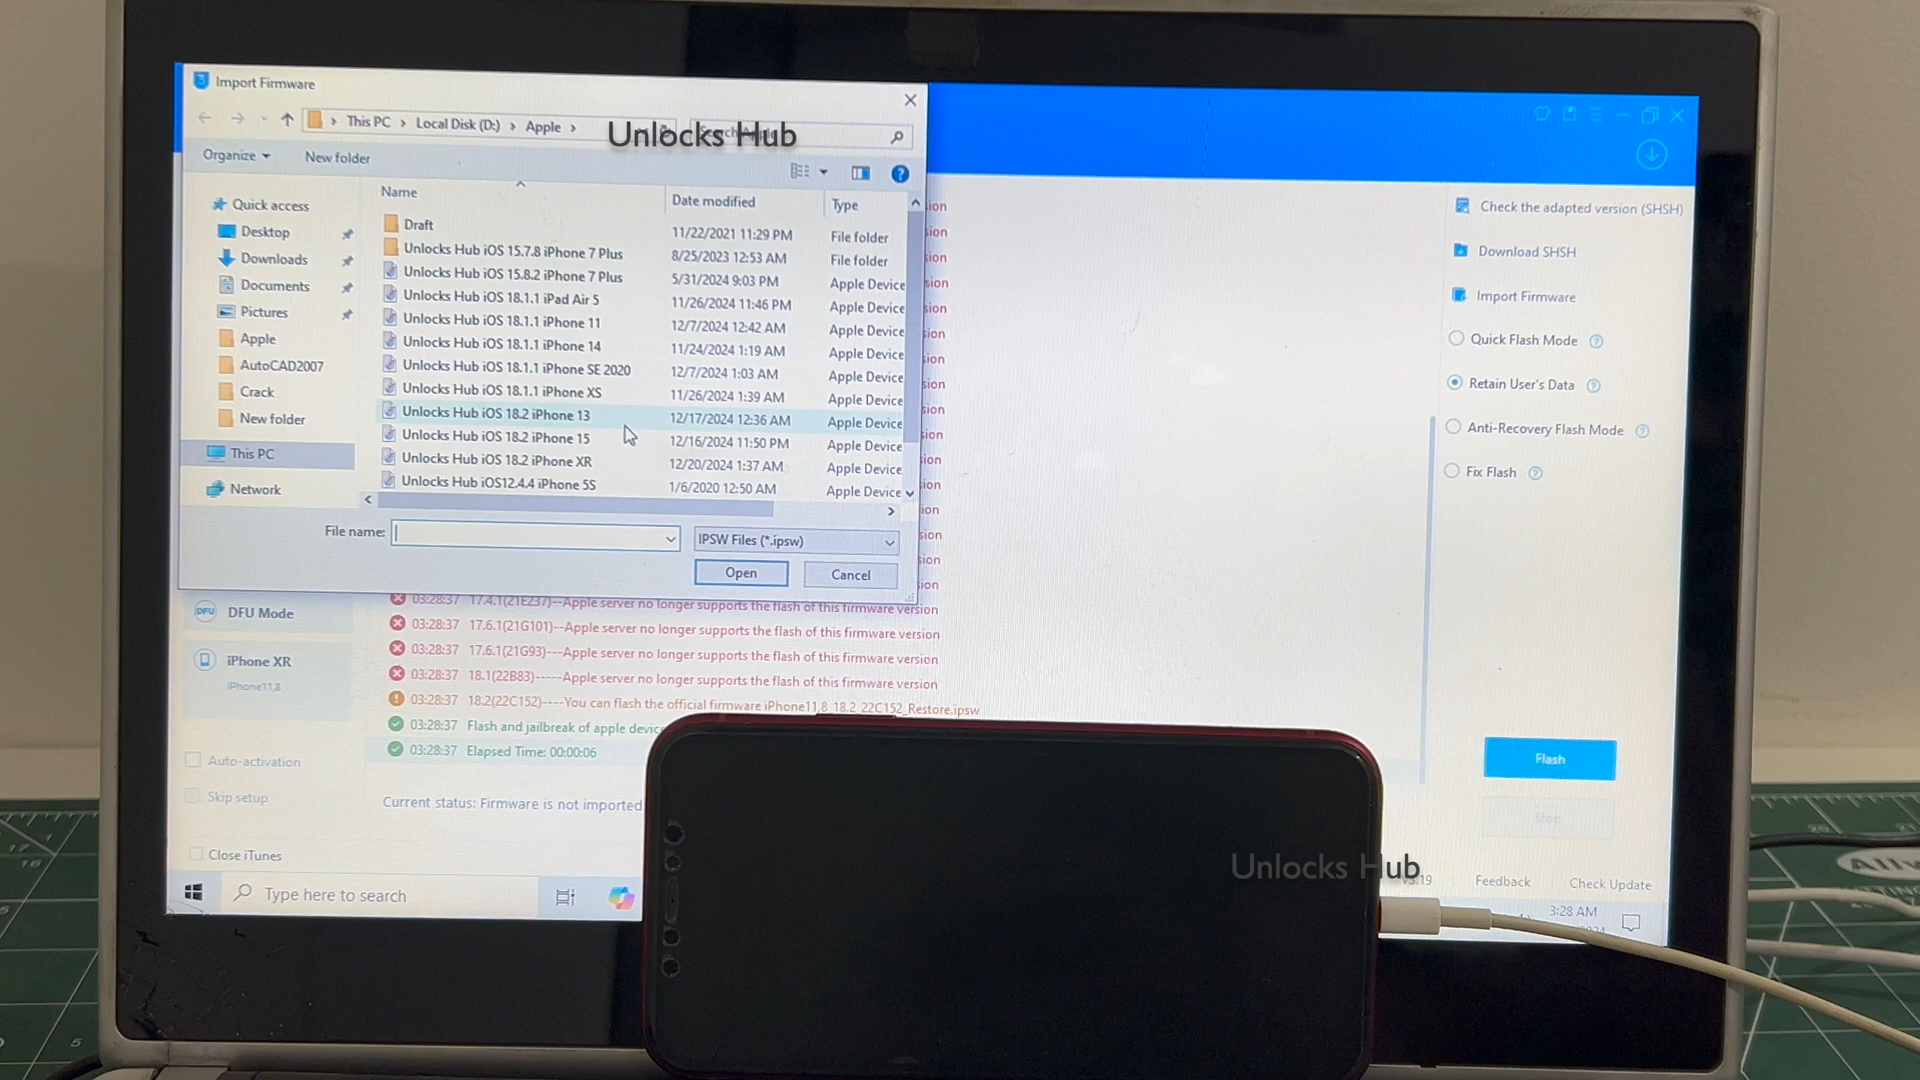 Import Firmware
This PC > Local Disk (D:) > Apple >
Unlocks Hub
Organize
New folder
Name
Date modified
Type
Quick access
Desktop
Downloads
Documents
Pictures
Apple
AutoCAD2007
Crack
New folder
This PC
Network
Draft 11/22/2021 11:29 PM File folder
Unlocks Hub iOS 15.7.8 iPhone 7 Plus 8/25/2023 12:53 AM File folder
Unlocks Hub iOS 15.8.2 iPhone 7 Plus 5/31/2024 9:03 PM Apple Device
Unlocks Hub iOS 18.1.1 iPad Air 5 11/26/2024 11:46 PM Apple Device
Unlocks Hub iOS 18.1.1 iPhone 11 12/7/2024 12:42 AM Apple Device
Unlocks Hub iOS 18.1.1 iPhone 14 11/24/2024 1:19 AM Apple Device
Unlocks Hub iOS 18.1.1 iPhone SE 2020 12/7/2024 1:03 AM Apple Device
Unlocks Hub iOS 18.1.1 iPhone XS 11/26/2024 1:39 AM Apple Device
Unlocks Hub iOS 18.2 iPhone 13 12/17/2024 12:36 AM Apple Device
Unlocks Hub iOS 18.2 iPhone 15 12/16/2024 11:50 PM Apple Device
Unlocks Hub iOS 18.2 iPhone XR 12/20/2024 1:37 AM Apple Device
Unlocks Hub iOS12.4.4 iPhone 5S 1/6/2020 12:50 AM Apple Device
File name:
IPSW Files (*.ipsw)
Open
Cancel
Check the adapted version (SHSH)
Download SHSH
Import Firmware
Quick Flash Mode
Retain User's Data
Anti-Recovery Flash Mode
Fix Flash
DFU DFU Mode
iPhone XR
iPhone11,8
03:28:37 17.4.1(21E237)--Apple server no longer supports the flash of this firmware version
03:28:37 17.6.1(21G101)--Apple server no longer supports the flash of this firmware version
03:28:37 17.6.1(21G93)---Apple server no longer supports the flash of this firmware version
03:28:37 18.1(22B83)-----Apple server no longer supports the flash of this firmware version
03:28:37 18.2(22C152)----You can flash the official firmware iPhone11,8_18.2_22C152_Restore.ipsw
03:28:37 Flash and jailbreak of apple
03:28:37 Elapsed Time: 00:00:06
Auto-activation
Skip setup
Current status: Firmware is not imported
Close iTunes
Flash
Stop
Unlocks Hub
Feedback
Check Update
Type here to search
3:28 AM